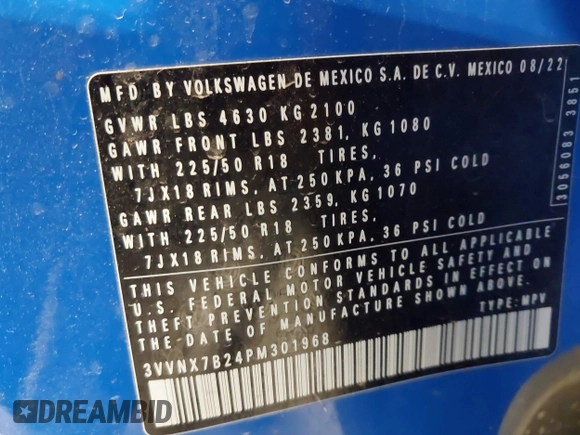 MFD BY VOLKSWAGEN DE MEXICO S.A. DE C.V. MEXICO 08/22
GVWR LBS 4630 KG 2100
GAWR FRONT LBS 2381, KG 1080
WITH 225/50 R18 TIRES,
7JX18 RIMS, AT 250 KPA, 36 PSI COLD
GAWR REAR LBS 2359, KG 1070
WITH 225/50 R18 TIRES,
7JX18 RIMS, AT 250 KPA, 36 PSI COLD
THIS VEHICLE CONFORMS TO ALL APPLICABLE
U.S. FEDERAL MOTOR VEHICLE SAFETY AND
THEFT PREVENTION STANDARDS IN EFFECT ON
THE DATE OF MANUFACTURE SHOWN ABOVE.
3VVNX7B24PM301968 TYPE: MPV
3056083 3851
DREAMBID